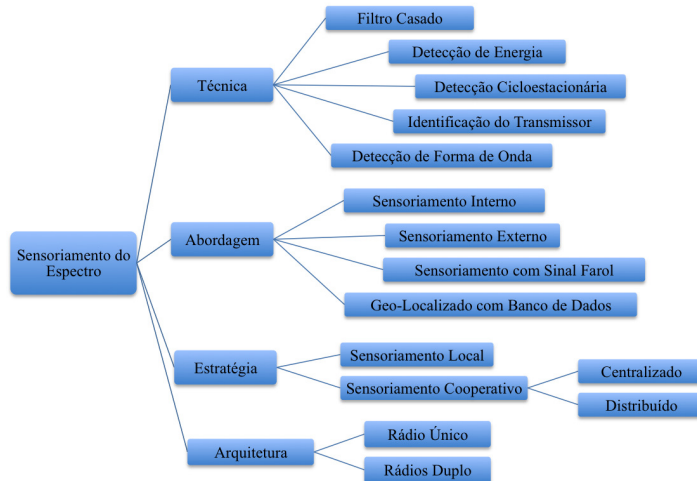 Filtro Casado
Detecção de Energia
Técnica
Detecção Cicloestacionária
Identificação do Transmissor
Detecção de Forma de Onda
Sensoriamento Interno
Abordagem
Sensoriamento Externo
Sensoriamento do
Espectro
Sensoriamento com Sinal Farol
Geo-Localizado com Banco de Dados
Sensoriamento Local
Estratégia
Centralizado
Sensoriamento Cooperativo
Distribuído
Rádio Único
Arquitetura
Rádios Duplo